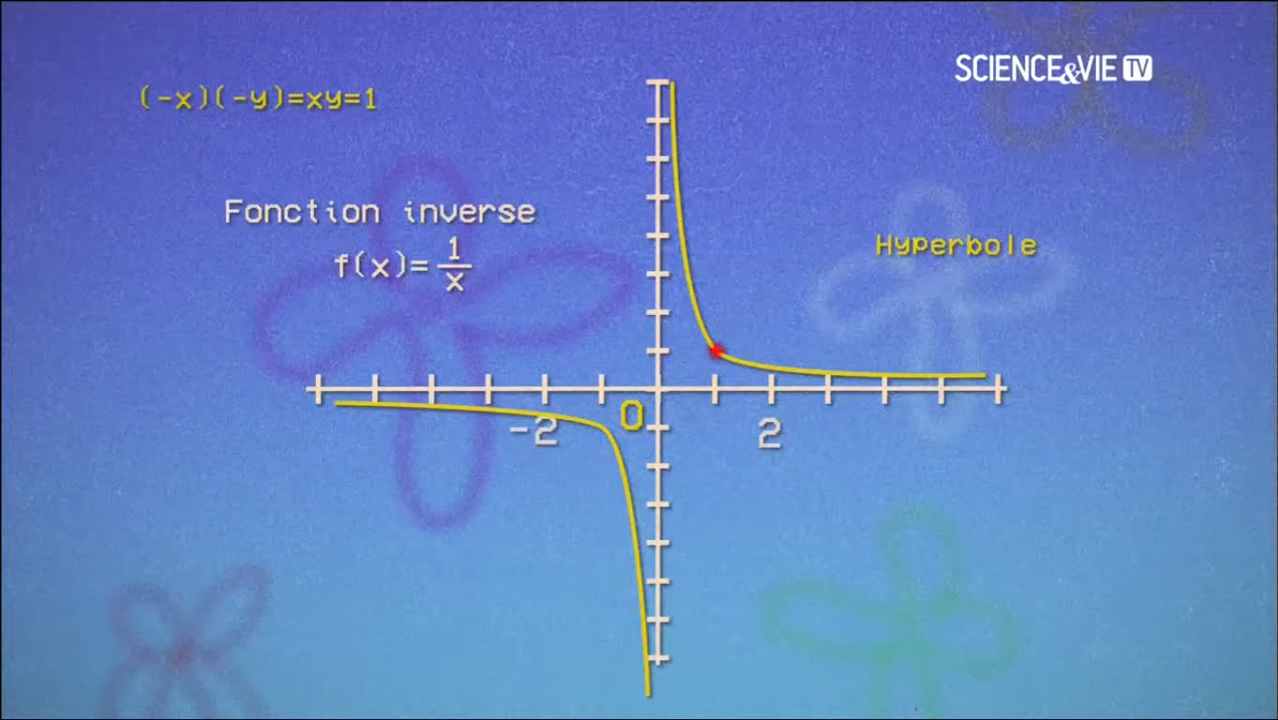 SCIENCE&VIE TV
(-x)(-y)=xy=1
Fonction inverse
f(x)=1/x
Hyperbole
-2 0 2